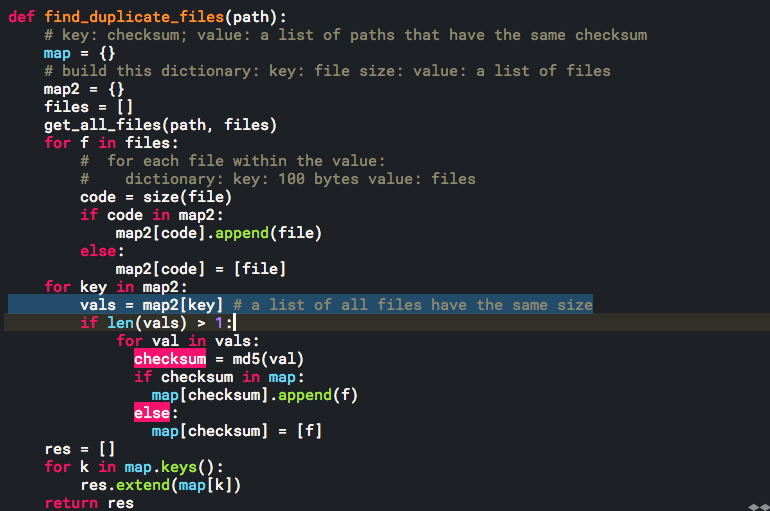 def find_duplicate_files(path):
    # key: checksum; value: a list of paths that have the same checksum
    map = {}
    # build this dictionary: key: file size: value: a list of files
    map2 = {}
    files = []
    get_all_files(path, files)
    for f in files:
        #  for each file within the value:
        #    dictionary: key: 100 bytes value: files
        code = size(file)
        if code in map2:
            map2[code].append(file)
        else:
            map2[code] = [file]
    for key in map2:
        vals = map2[key] # a list of all files have the same size
        if len(vals) > 1:
            for val in vals:
              checksum = md5(val)
              if checksum in map:
                map[checksum].append(f)
              else:
                map[checksum] = [f]
    res = []
    for k in map.keys():
        res.extend(map[k])
    return res